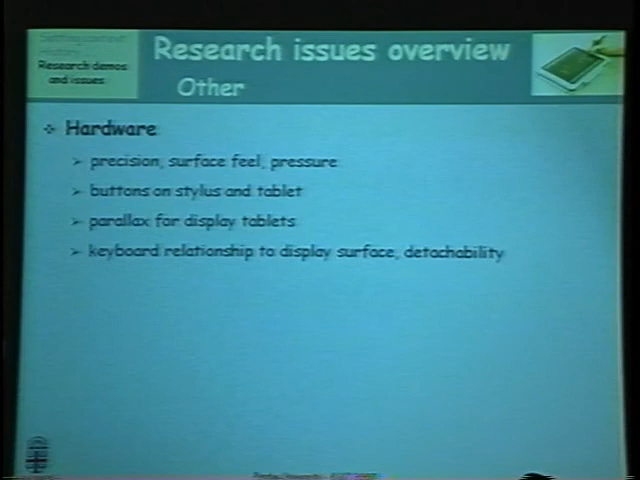 Research demos
and issues
Research issues overview
Other
Hardware
precision, surface feel, pressure
buttons on stylus and tablet
parallax for display tablets
keyboard relationship to display surface, detachability